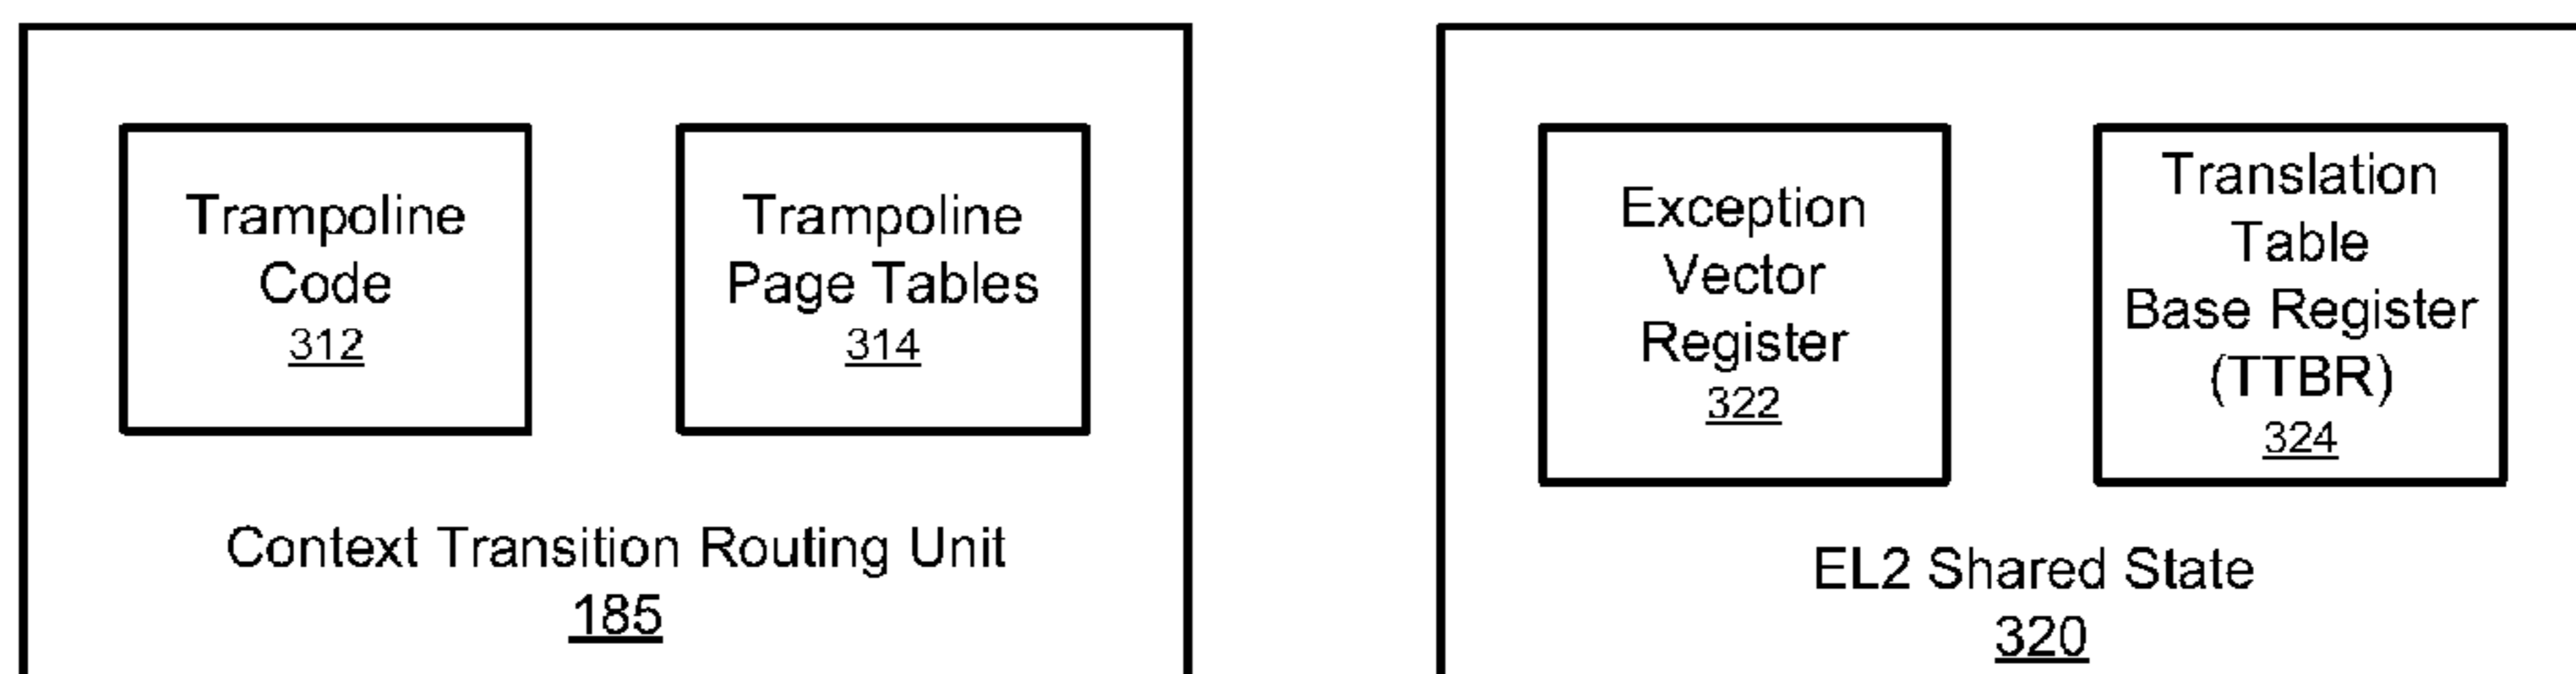 Trampoline
Code
312
Trampoline
Page Tables
314
Context Transition Routing Unit
185
Exception
Vector
Register
322
Translation
Table
Base Register
(TTBR)
324
EL2 Shared State
320